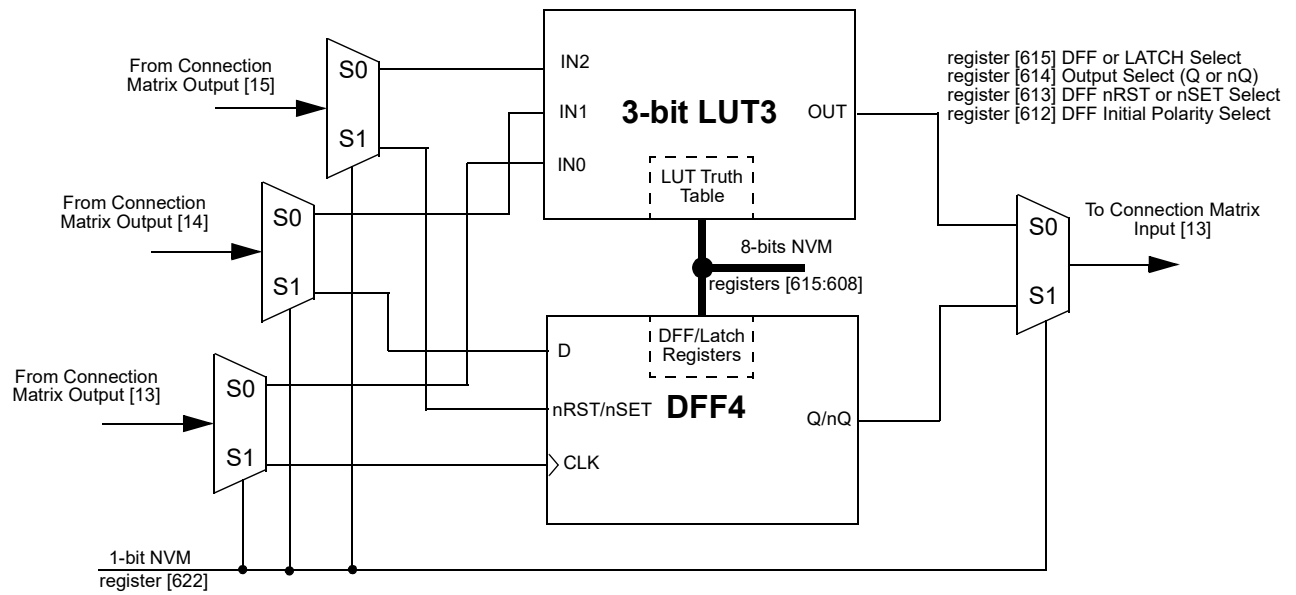 From Connection
Matrix Output [15]
S0
S1
IN2
IN1
IN0
3-bit LUT3
OUT
LUT Truth
Table
register [615] DFF or LATCH Select
register [614] Output Select (Q or nQ)
register [613] DFF nRST or nSET Select
register [612] DFF Initial Polarity Select
From Connection
Matrix Output [14]
S0
S1
8-bits NVM
registers [615:608]
S0
S1
To Connection Matrix
Input [13]
From Connection
Matrix Output [13]
S0
S1
D
nRST/nSET
CLK
DFF/Latch
Registers
DFF4
Q/nQ
1-bit NVM
register [622]